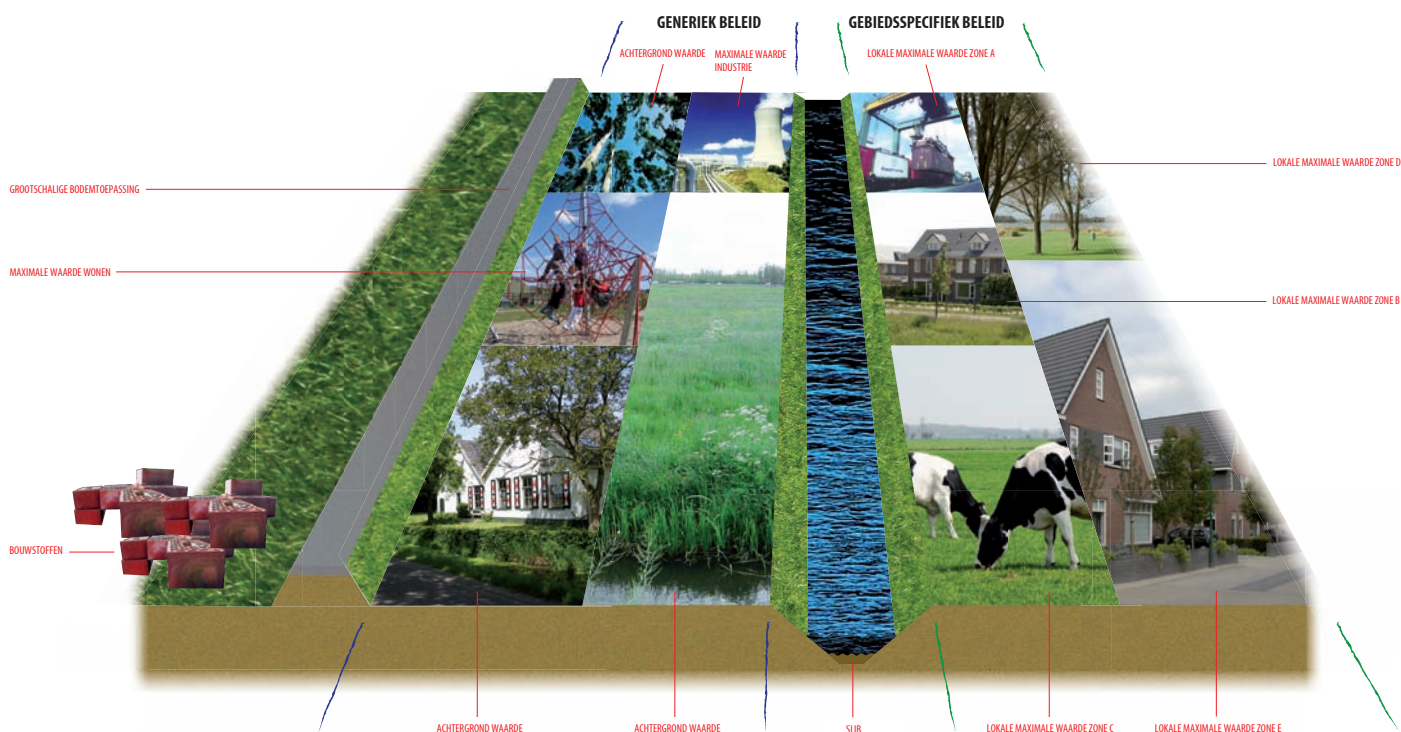 GENERIEK BELEID
GEBIEDSSPECIFIEK BELEID
ACHTERGROND WAARDE
MAXIMALE WAARDE
INDUSTRIE
LOKALE MAXIMALE WAARDE ZONE A
LOKALE MAXIMALE WAARDE ZONE D
GROOTSCHALIGE BODEMTOEPASSING
MAXIMALE WAARDE WONEN
LOKALE MAXIMALE WAARDE ZONE B
BOUWSTOFFEN
ACHTERGROND WAARDE
ACHTERGROND WAARDE
SLIB
LOKALE MAXIMALE WAARDE ZONE C
LOKALE MAXIMALE WAARDE ZONE E